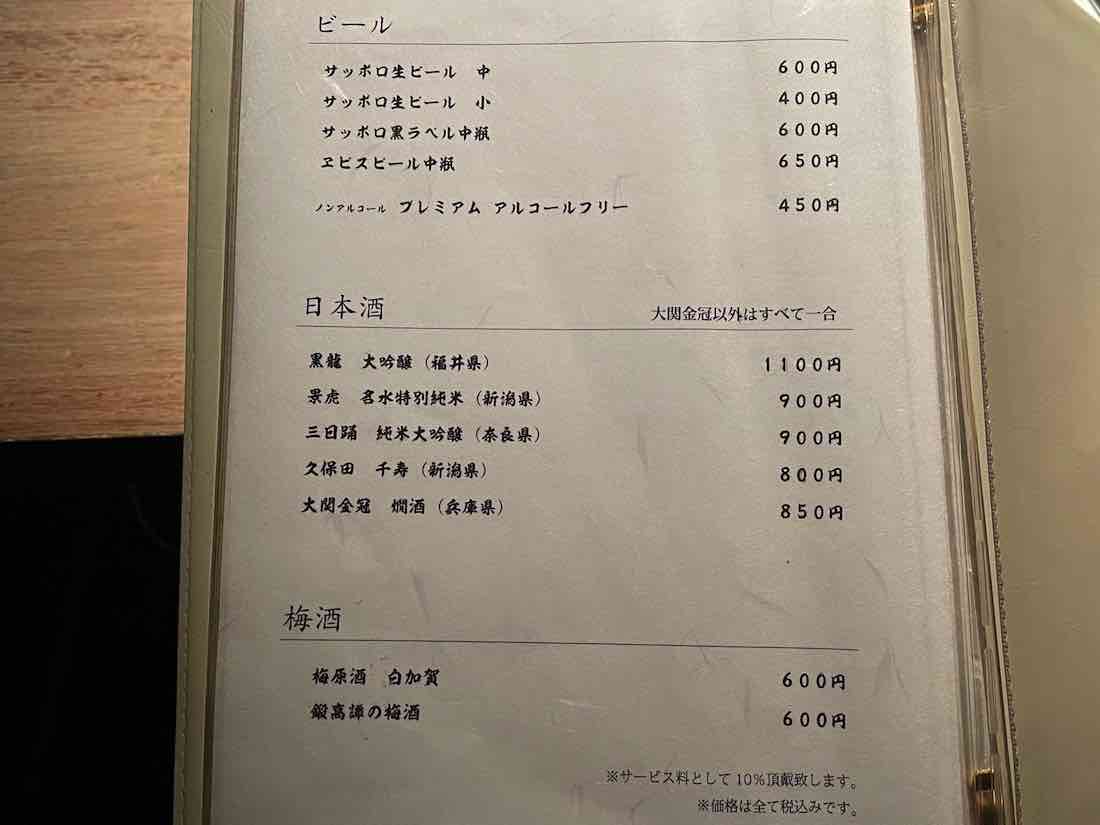 ビール
サッポロ生ビール　中　600円
サッポロ生ビール　小　400円
サッポロ黒ラベル中瓶　600円
ヱビスビール中瓶　650円
ノンアルコール プレミアム アルコールフリー　450円
日本酒　大関金冠以外はすべて一合
黒龍　大吟醸（福井県）　1100円
景虎　名水特別純米（新潟県）　900円
三日踊　純米大吟醸（奈良県）　900円
久保田　千寿（新潟県）　800円
大関金冠　燗酒（兵庫県）　850円
梅酒
梅原酒　白加賀　600円
鍛高譚の梅酒　600円
※サービス料として10％頂戴致します。
※価格は全て税込みです。